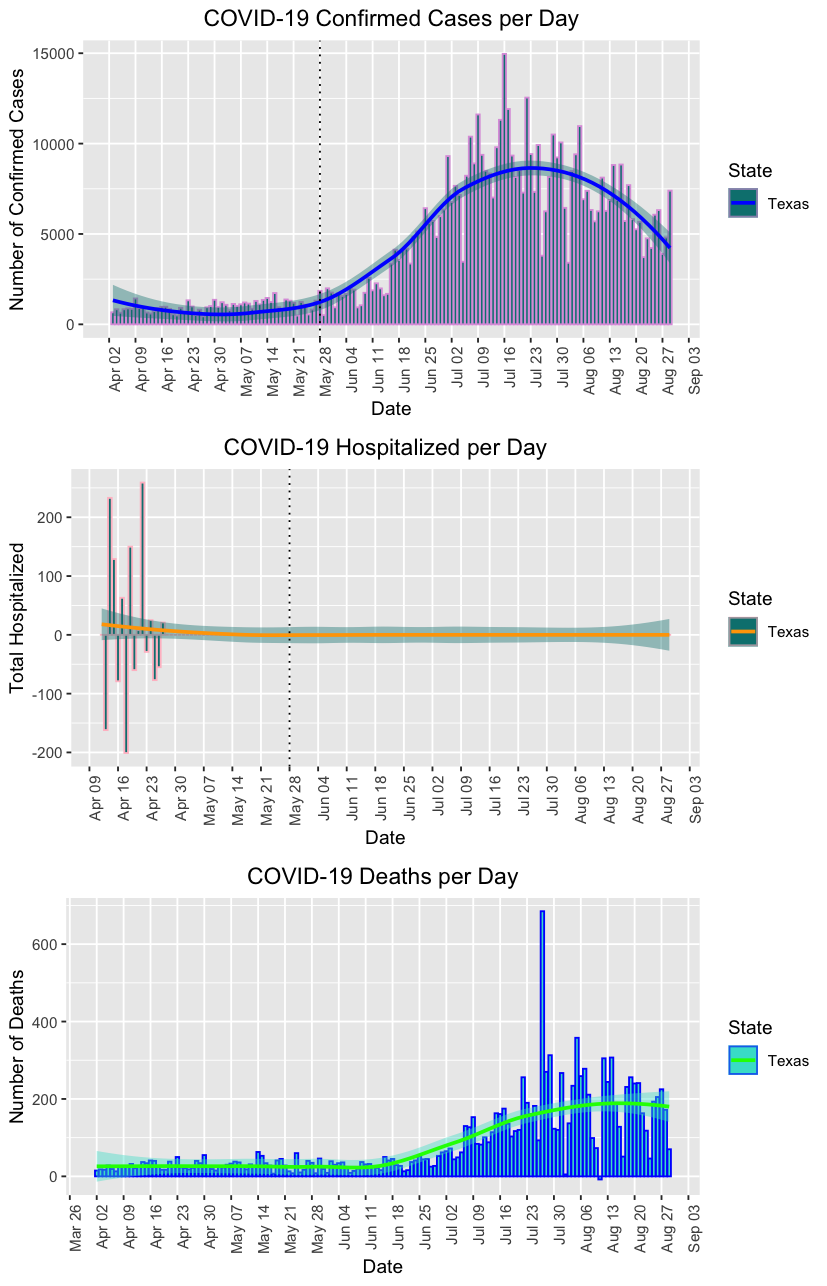 COVID-19 Confirmed Cases per Day
Number of Confirmed Cases
15000
10000
5000
0
Apr 02
Apr 09
Apr 16
Apr 23
Apr 30
May 07
May 14
May 21
May 28
Jun 04
Jun 11
Jun 18
Jun 25
Jul 02
Jul 09
Jul 16
Jul 23
Jul 30
Aug 06
Aug 13
Aug 20
Aug 27
Sep 03
Date
State
Texas
COVID-19 Hospitalized per Day
Total Hospitalized
200
100
0
-100
-200
Apr 09
Apr 16
Apr 23
Apr 30
May 07
May 14
May 21
May 28
Jun 04
Jun 11
Jun 18
Jun 25
Jul 02
Jul 09
Jul 16
Jul 23
Jul 30
Aug 06
Aug 13
Aug 20
Aug 27
Sep 03
Date
State
Texas
COVID-19 Deaths per Day
Number of Deaths
600
400
200
0
Mar 26
Apr 02
Apr 09
Apr 16
Apr 23
Apr 30
May 07
May 14
May 21
May 28
Jun 04
Jun 11
Jun 18
Jun 25
Jul 02
Jul 09
Jul 16
Jul 23
Jul 30
Aug 06
Aug 13
Aug 20
Aug 27
Sep 03
Date
State
Texas